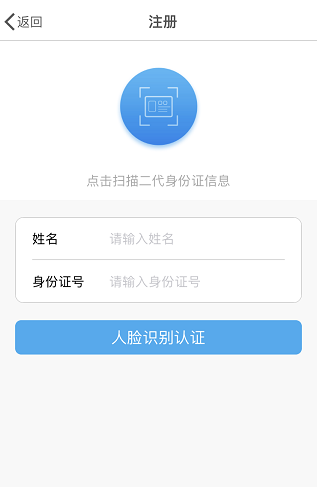 返回
注册
点击扫描二代身份证信息
姓名 请输入姓名
身份证号 请输入身份证号
人脸识别认证